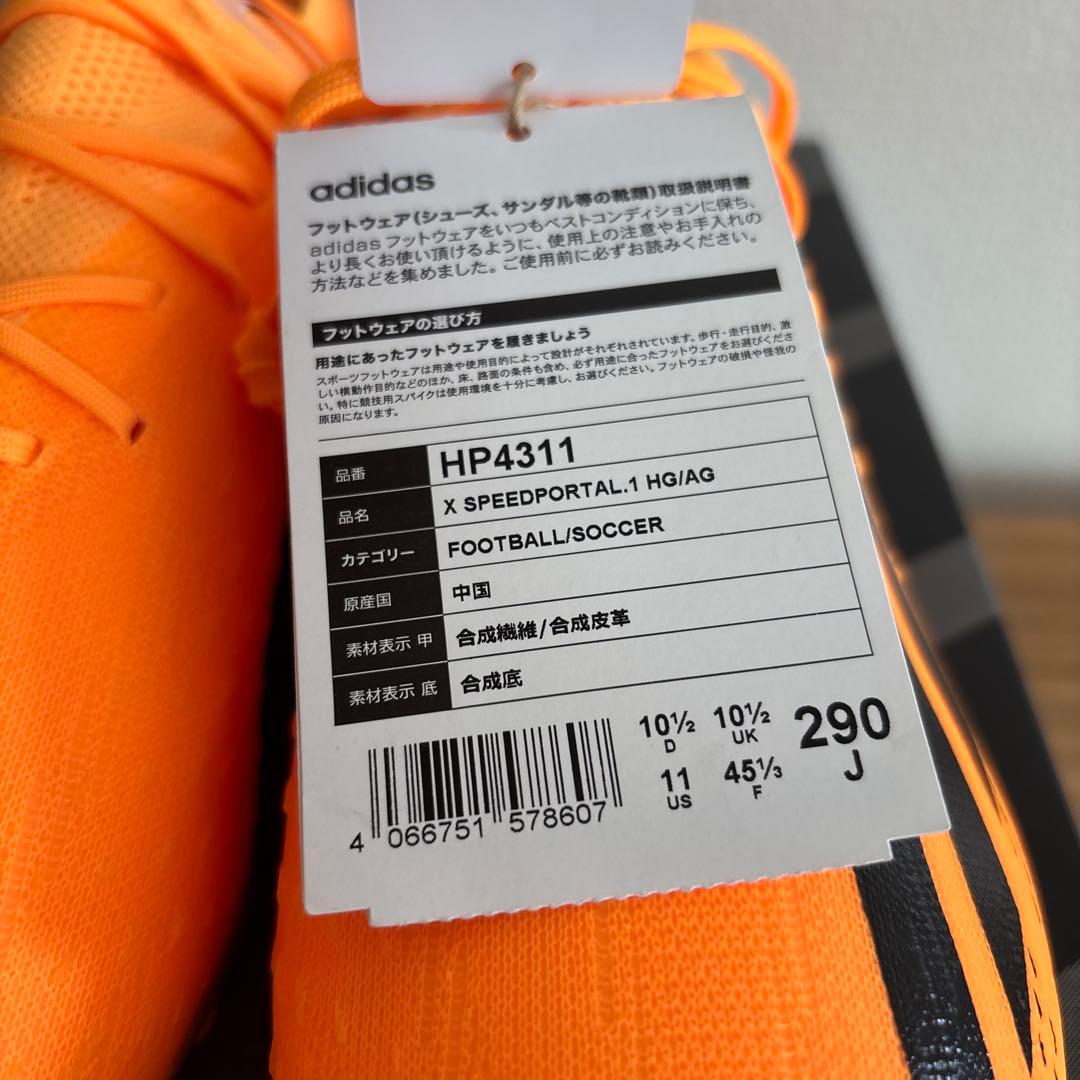 adidas
フットウェア(シューズ、サンダル等の靴類)取扱説明書
adidas フットウェアをいつもベストコンディションに保ち、
より長くお使い頂けるように、使用上の注意やお手入れの
方法などを集めました。ご使用前に必ずお読みください。
フットウェアの選び方
用途にあったフットウェアを履きましょう
スポーツフットウェアは用途や使用目的によって設計がそれぞれされています。歩行・走行目的、激
しい横動作目的などのほか、床、路面の条件も含め、必ず用途に合ったフットウェアをお選びくださ
い。特に競技用スパイクは使用環境を十分に考慮し、お選びください。フットウェアの破損や怪我の
原因になります。
品番 HP4311
品名 X SPEEDPORTAL.1 HG/AG
カテゴリー FOOTBALL/SOCCER
原産国 中国
素材表示 甲 合成繊維/合成皮革
素材表示 底 合成底
10½ 10½ 290
D UK J
11 45⅓
US F
4 066751 578607